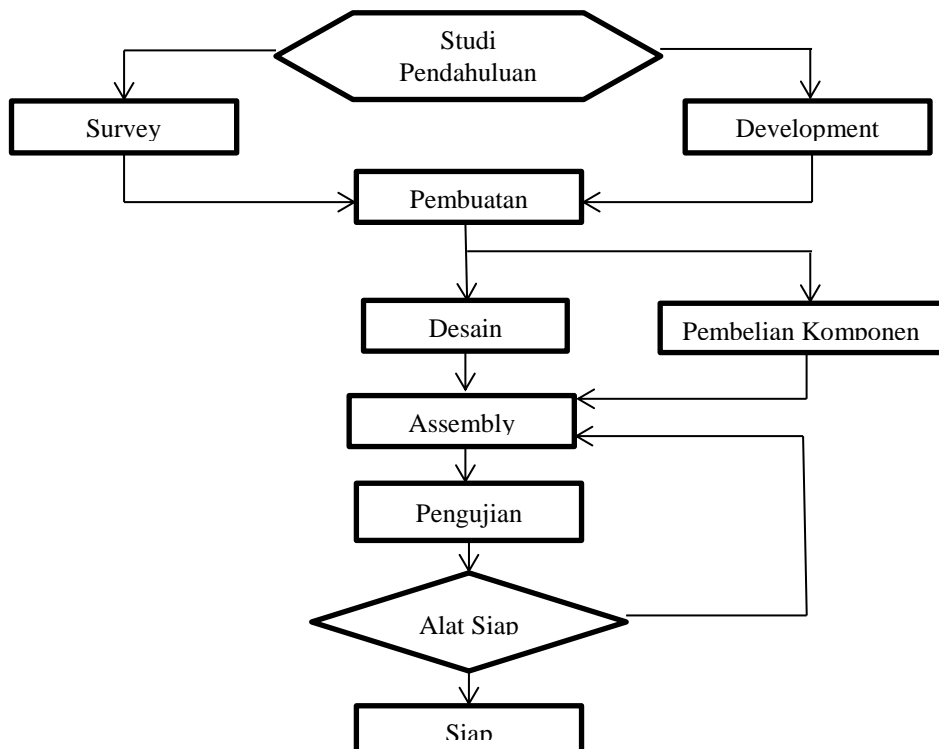 Studi
Pendahuluan
Survey
Development
Pembuatan
Desain
Pembelian Komponen
Assembly
Pengujian
Alat Siap
Siap